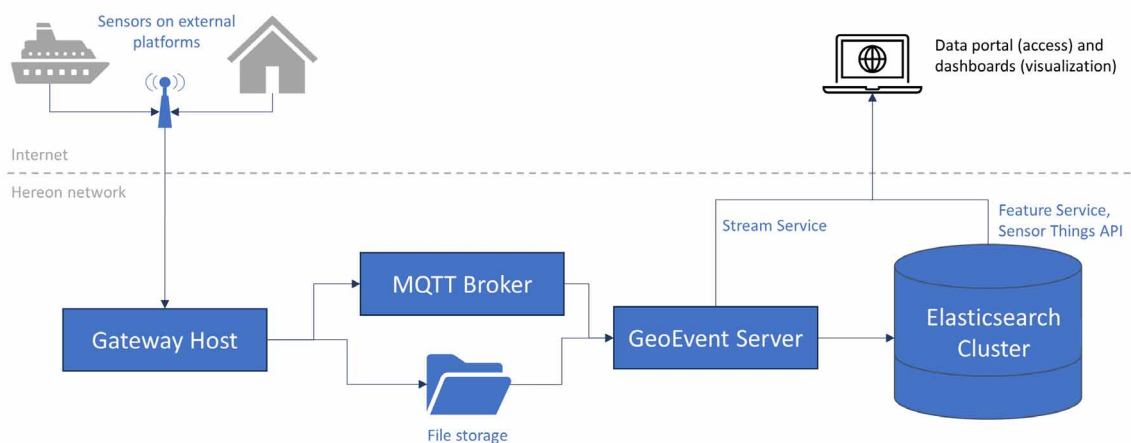 Sensors on external
platforms
Data portal (access) and
dashboards (visualization)
Internet
Hereon network
Stream Service
Feature Service,
Sensor Things API
MQTT Broker
Gateway Host
GeoEvent Server
Elasticsearch
Cluster
File storage